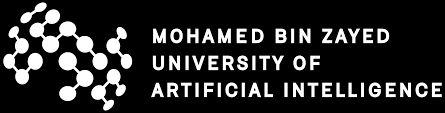 MOHAMED BIN ZAYED
UNIVERSITY OF
ARTIFICIAL INTELLIGENCE